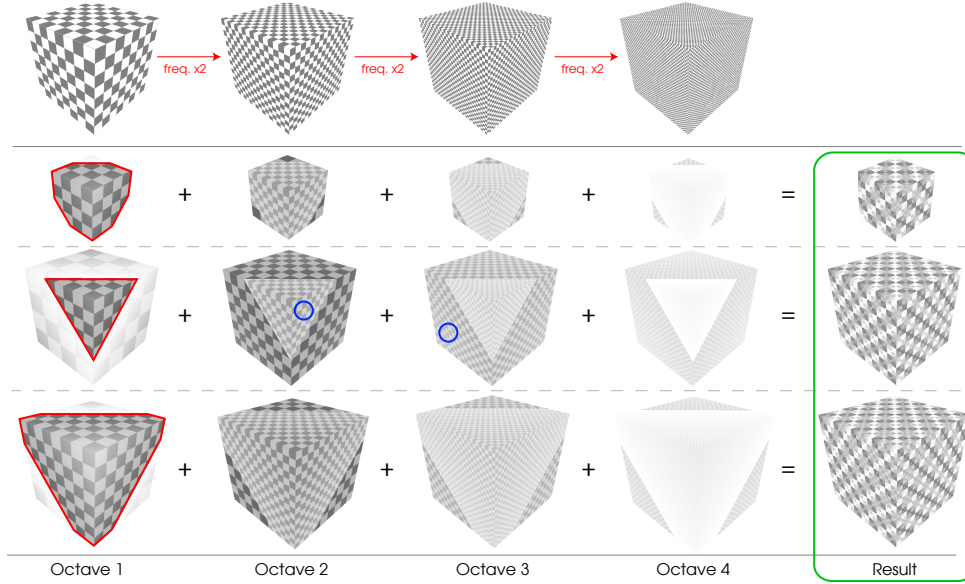 freq. x2
freq. x2
freq. x2
+ + + =
+ + + =
+ + + =
Octave 1 Octave 2 Octave 3 Octave 4 Result